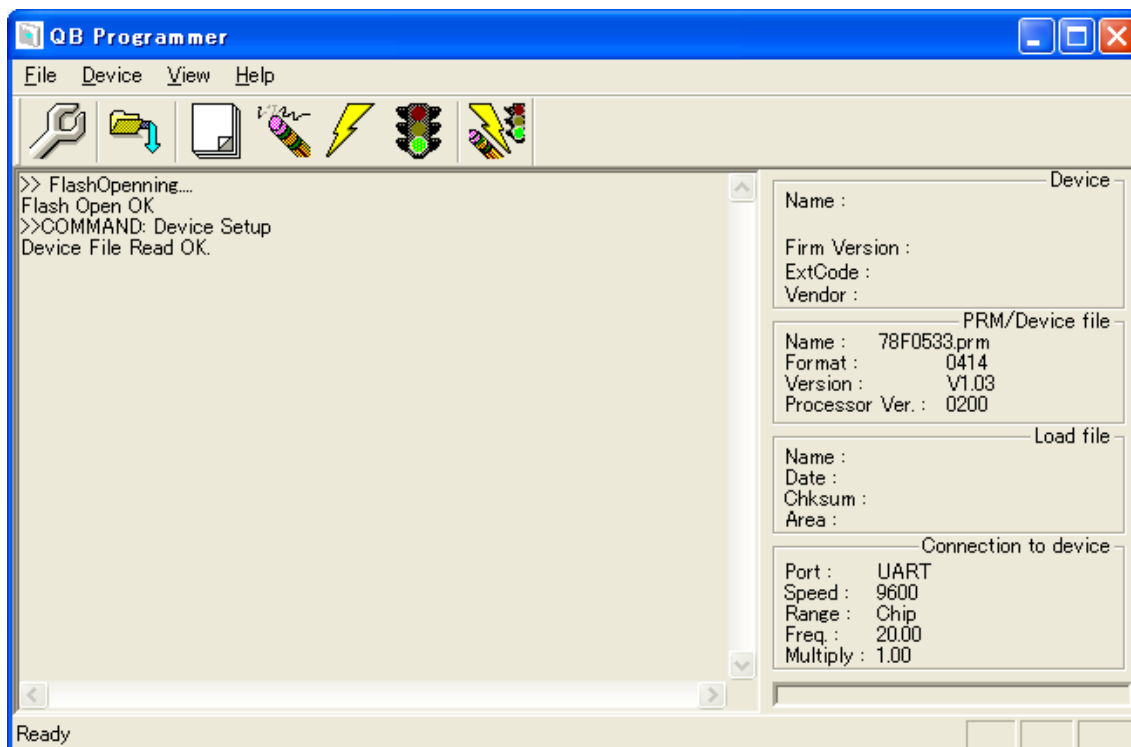 QB Programmer
File Device View Help
>> FlashOpenning....
Flash Open OK
>>COMMAND: Device Setup
Device File Read OK.
Device
Name :
Firm Version :
ExtCode :
Vendor :
PRM/Device file
Name : 78F0533.prm
Format : 0414
Version : V1.03
Processor Ver. : 0200
Load file
Name :
Date :
Chksum :
Area :
Connection to device
Port : UART
Speed : 9600
Range : Chip
Freq. : 20.00
Multiply : 1.00
Ready